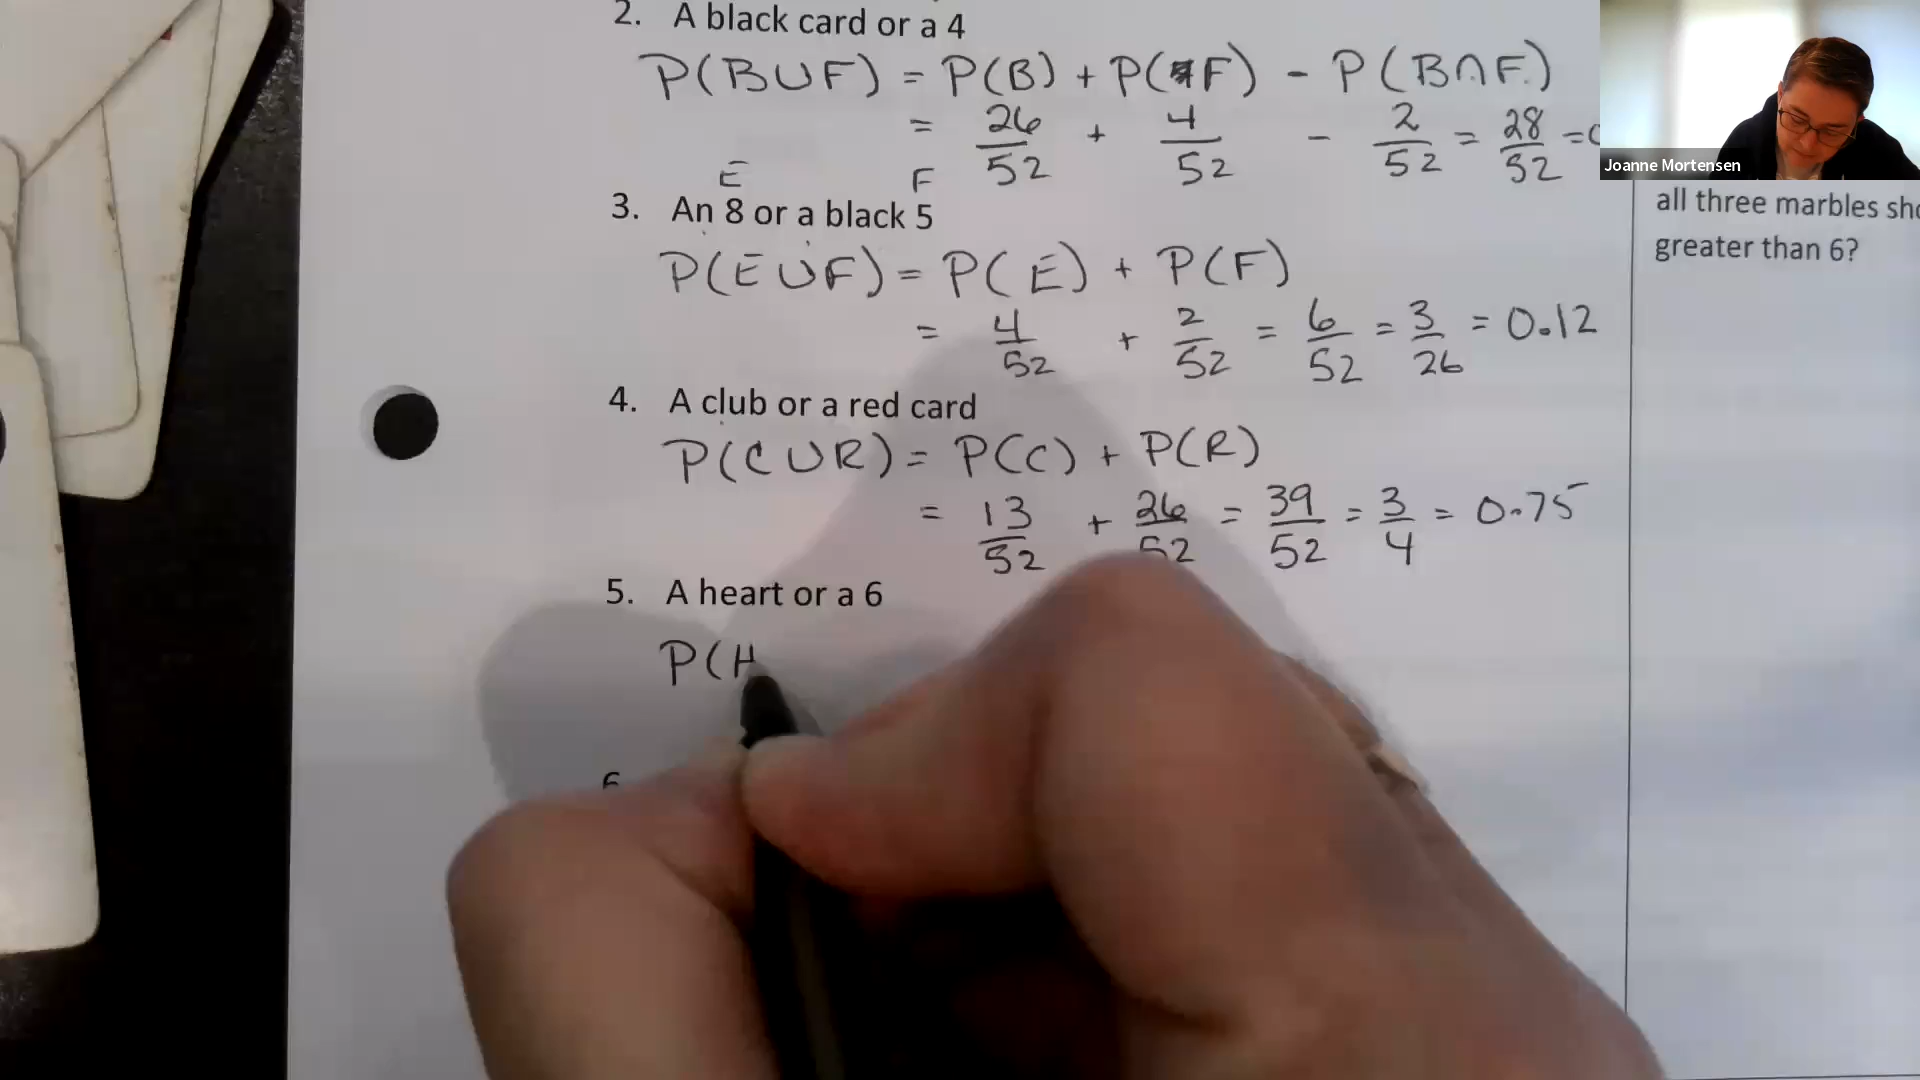 2. A black card or a 4
P(B∪F) = P(B) + P(F) - P(B∩F)
= 26/52 + 4/52 - 2/52 = 28/52 =
E F
3. An 8 or a black 5
P(E∪F) = P(E) + P(F)
= 4/52 + 2/52 = 6/52 = 3/26 = 0.12
4. A club or a red card
P(C∪R) = P(C) + P(R)
= 13/52 + 26/52 = 39/52 = 3/4 = 0.75
5. A heart or a 6
P(H
6
Joanne Mortensen
all three marbles sho
greater than 6?